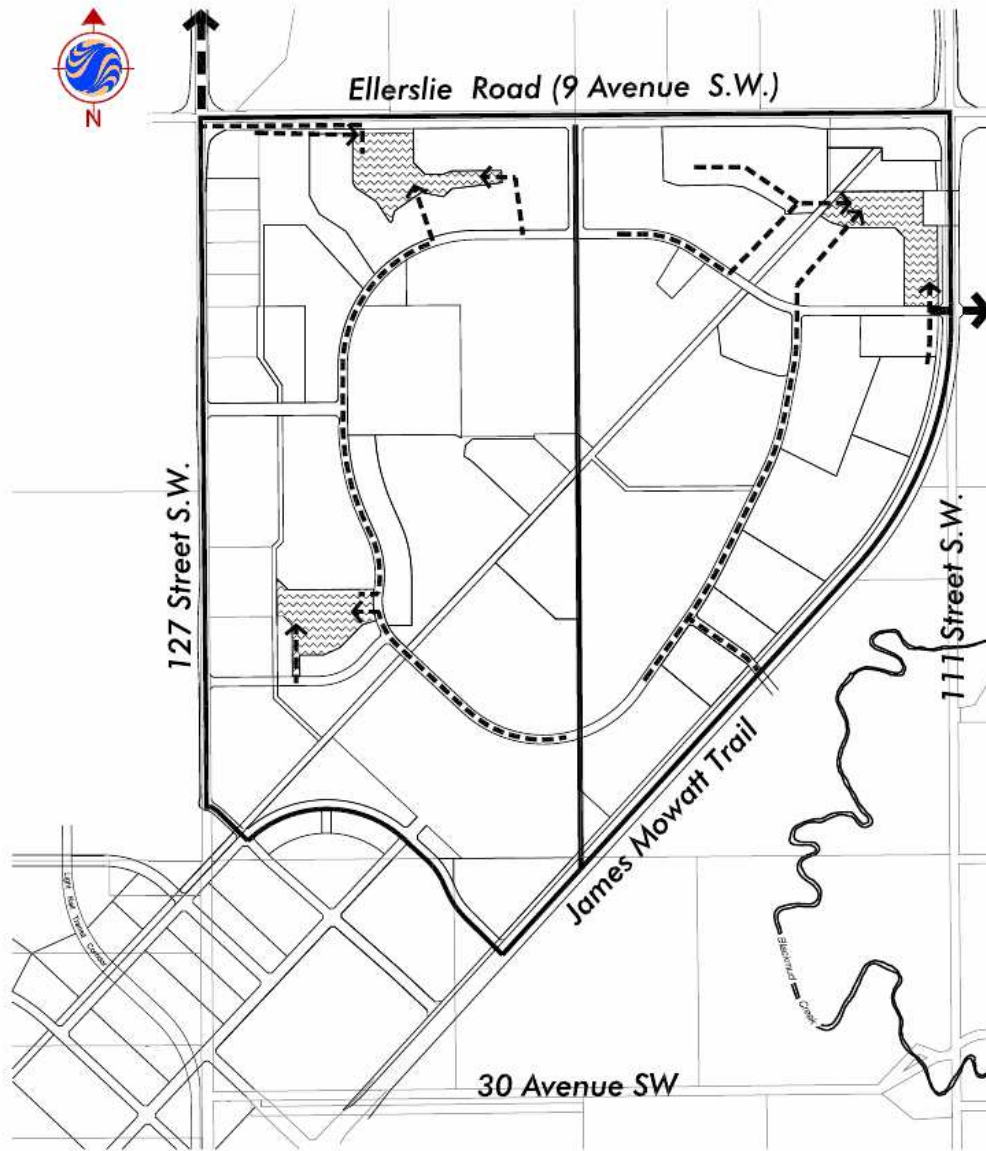 N
Ellerslie Road (9 Avenue S.W.)
127 Street S.W.
111 Street S.W.
James Mowatt Trail
Light Rail Transit Corridor
Blackmud Creek
30 Avenue SW